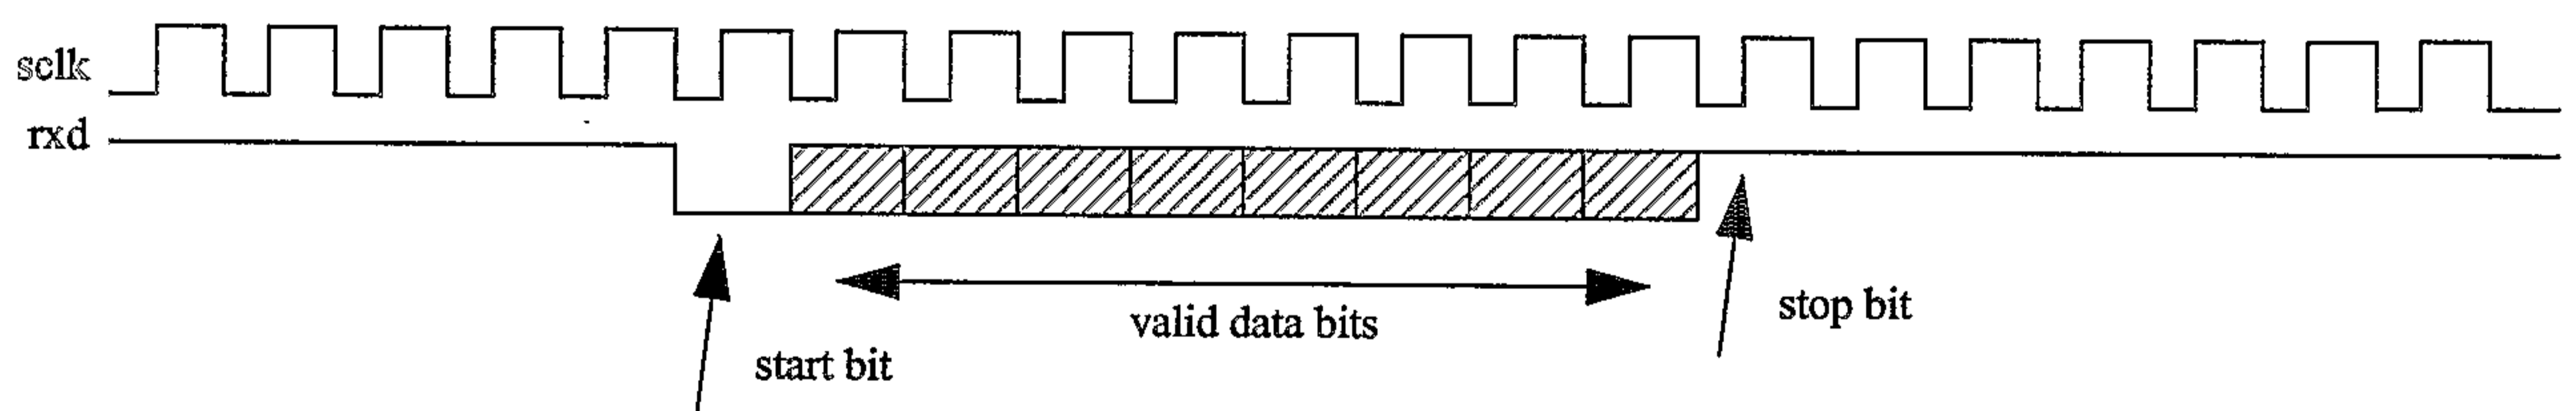 sclk
rxd
valid data bits
stop bit
start bit